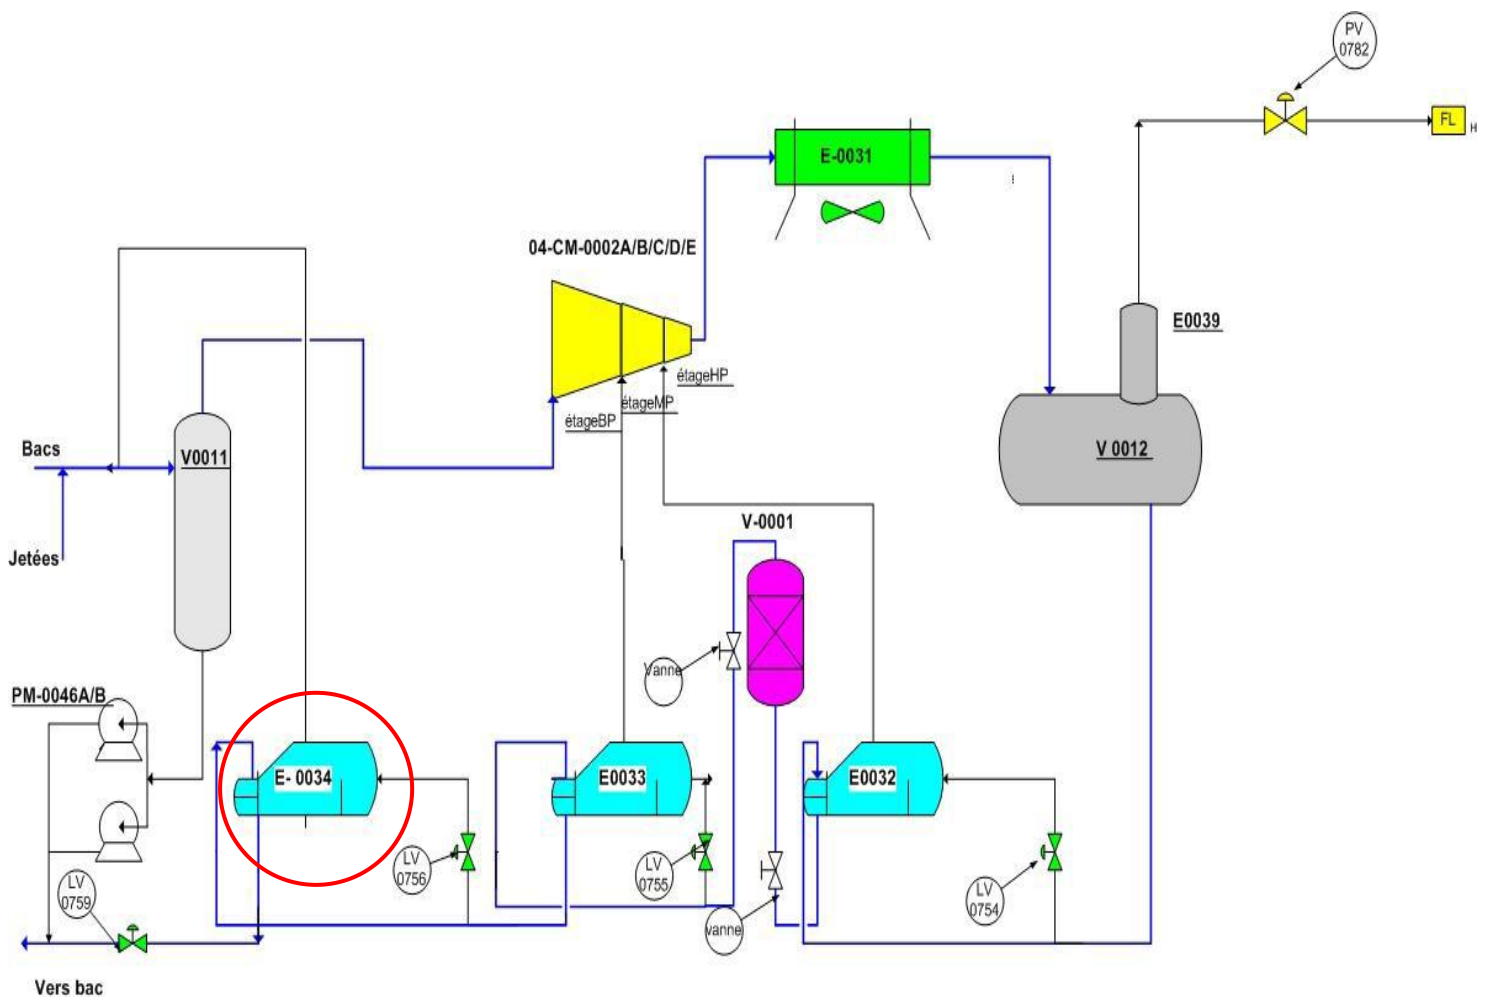 PV
0782
FL
H
E-0031
04-CM-0002A/B/C/D/E
E0039
étageHP
étageMP
étageBP
Bacs
V0011
V 0012
V-0001
Jetées
Vanne
PM-0046A/B
E- 0034
E0033
E0032
LV
0756
LV
0755
LV
0754
LV
0759
vanne
Vers bac